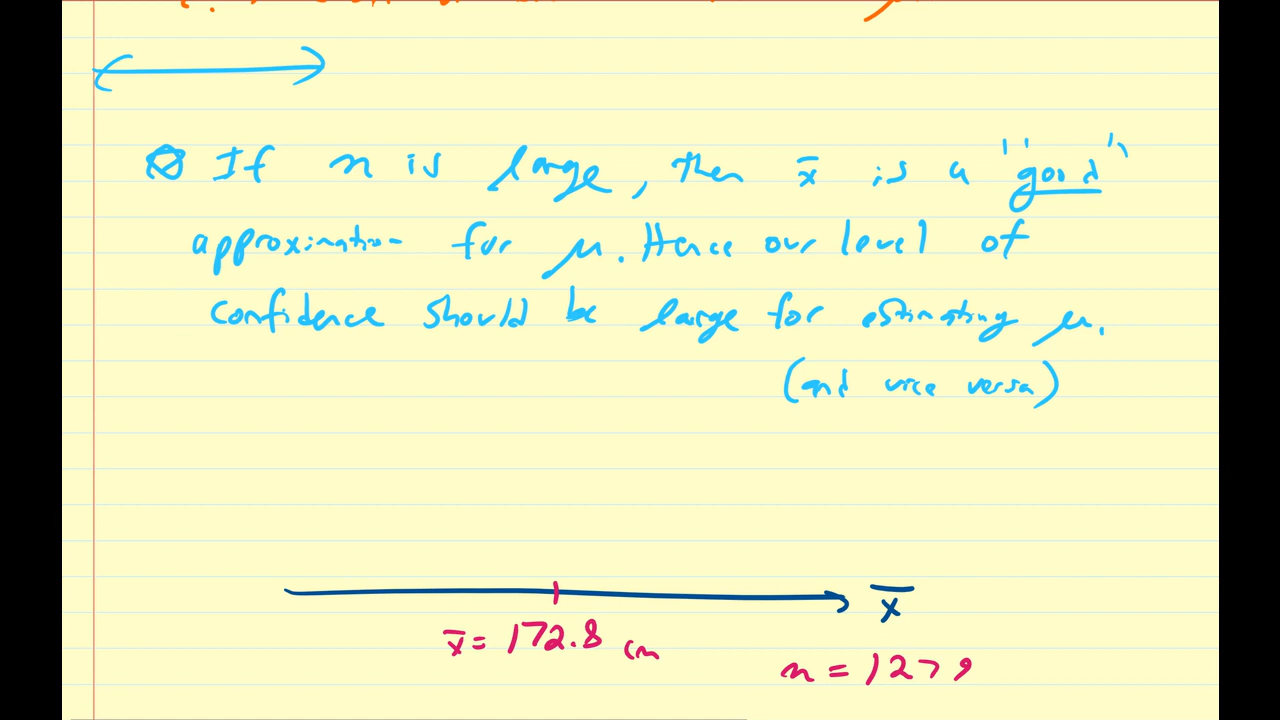 If n is large, then x̄ is a "good"
approximation for μ. Hence our level of
confidence should be large for estimating μ.
(and vice versa)
x̄
x̄ = 172.8 cm
n = 1279